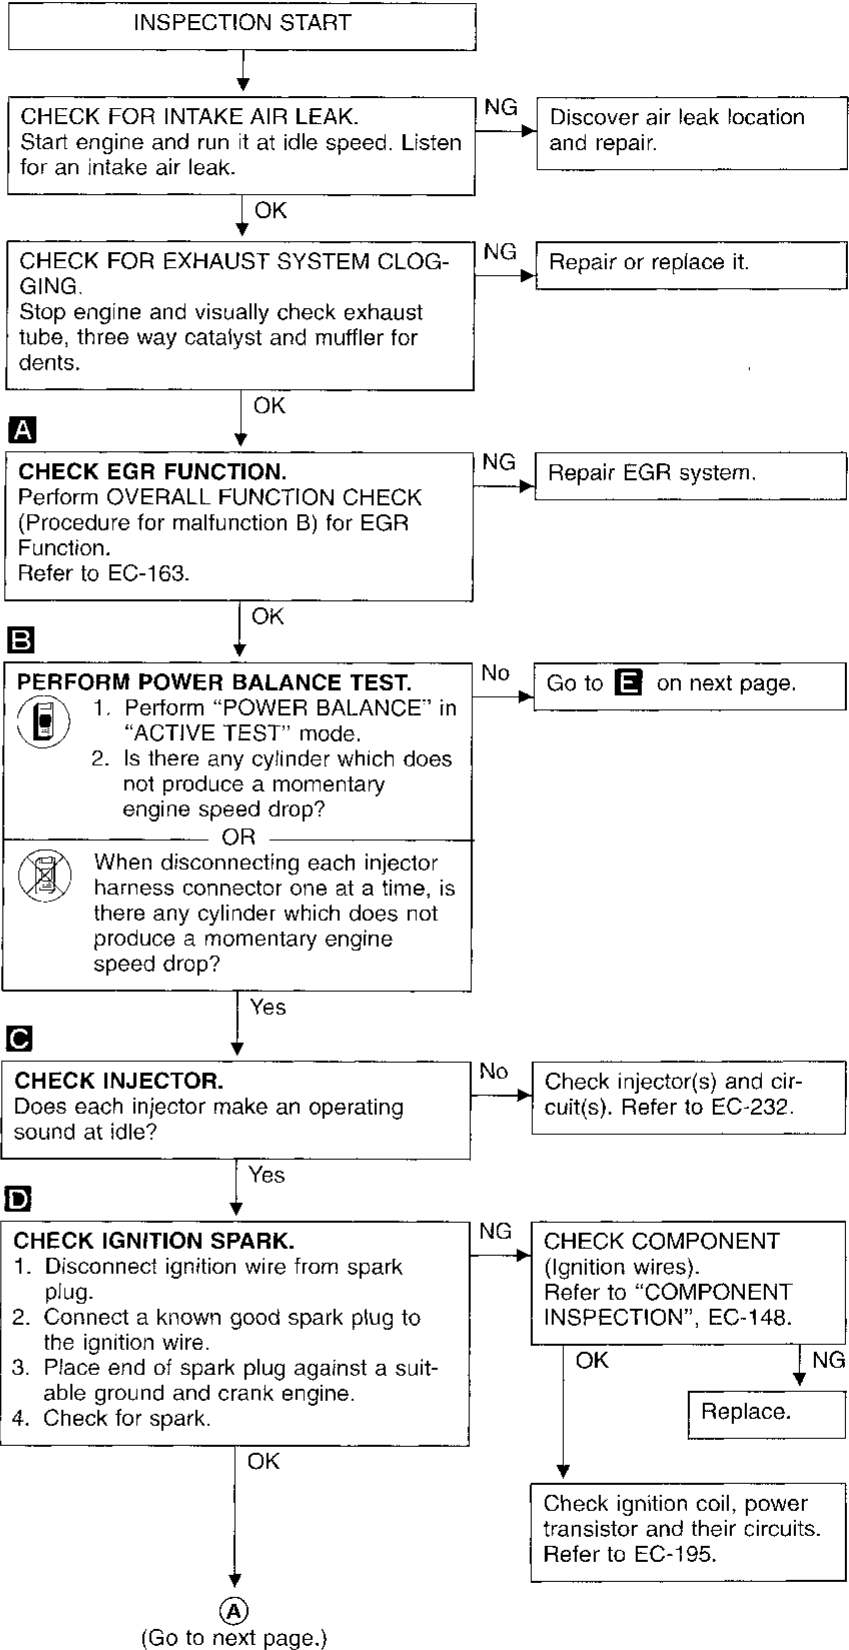 INSPECTION START
CHECK FOR INTAKE AIR LEAK.
Start engine and run it at idle speed. Listen
for an intake air leak.
NG
Discover air leak location
and repair.
OK
CHECK FOR EXHAUST SYSTEM CLOG-
GING.
Stop engine and visually check exhaust
tube, three way catalyst and muffler for
dents.
NG
Repair or replace it.
OK
A
CHECK EGR FUNCTION.
Perform OVERALL FUNCTION CHECK
(Procedure for malfunction B) for EGR
Function.
Refer to EC-163.
NG
Repair EGR system.
OK
B
PERFORM POWER BALANCE TEST.
1. Perform “POWER BALANCE” in
“ACTIVE TEST” mode.
2. Is there any cylinder which does
not produce a momentary
engine speed drop?
OR
When disconnecting each injector
harness connector one at a time, is
there any cylinder which does not
produce a momentary engine
speed drop?
No
Go to E on next page.
Yes
C
CHECK INJECTOR.
Does each injector make an operating
sound at idle?
No
Check injector(s) and cir-
cuit(s). Refer to EC-232.
Yes
D
CHECK IGNITION SPARK.
1. Disconnect ignition wire from spark
plug.
2. Connect a known good spark plug to
the ignition wire.
3. Place end of spark plug against a suit-
able ground and crank engine.
4. Check for spark.
NG
CHECK COMPONENT
(Ignition wires).
Refer to “COMPONENT
INSPECTION”, EC-148.
OK
NG
Replace.
Check ignition coil, power
transistor and their circuits.
Refer to EC-195.
OK
A
(Go to next page.)